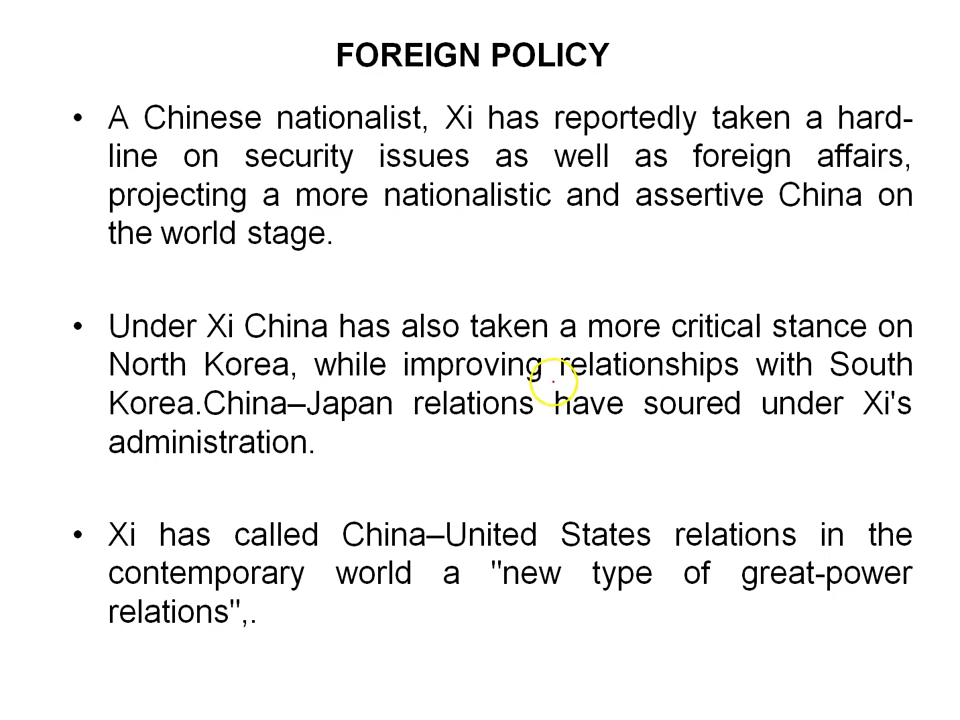 FOREIGN POLICY
• A Chinese nationalist, Xi has reportedly taken a hard-
line on security issues as well as foreign affairs,
projecting a more nationalistic and assertive China on
the world stage.
• Under Xi China has also taken a more critical stance on
North Korea, while improving relationships with South
Korea.China–Japan relations have soured under Xi's
administration.
• Xi has called China–United States relations in the
contemporary world a "new type of great-power
relations",.